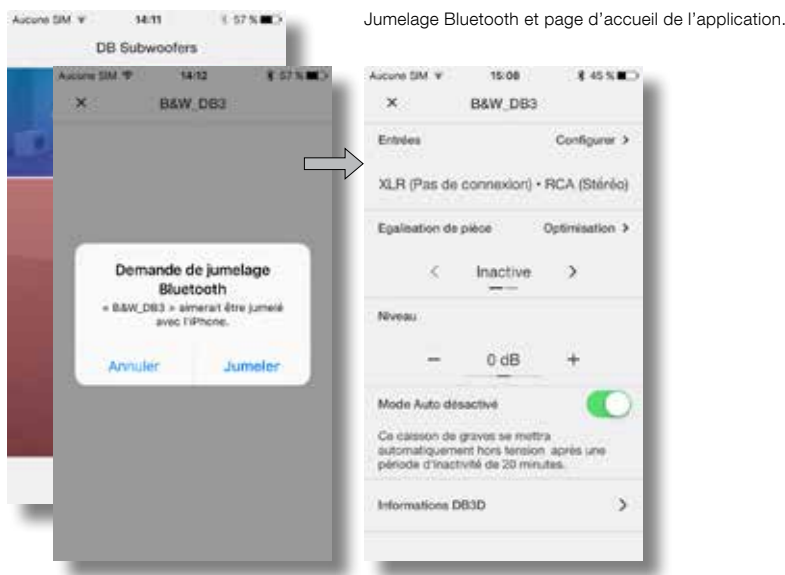 Jumelage Bluetooth et page d’accueil de l’application.
Aucune SIM 14:11 57 %
DB Subwoofers
Aucune SIM 14:12 57 %
× B&W_DB3
Demande de jumelage
Bluetooth
« B&W_DB3 » aimerait être jumelé
avec l'iPhone.
Annuler Jumeler
Aucune SIM 15:08 45 %
× B&W_DB3
Entrées Configurer >
XLR (Pas de connexion) • RCA (Stéréo)
Egalisation de pièce Optimisation >
< Inactive >
Niveau
− 0 dB +
Mode Auto désactivé
Ce caisson de graves se mettra
automatiquement hors tension après une
période d'inactivité de 20 minutes.
Informations DB3D >